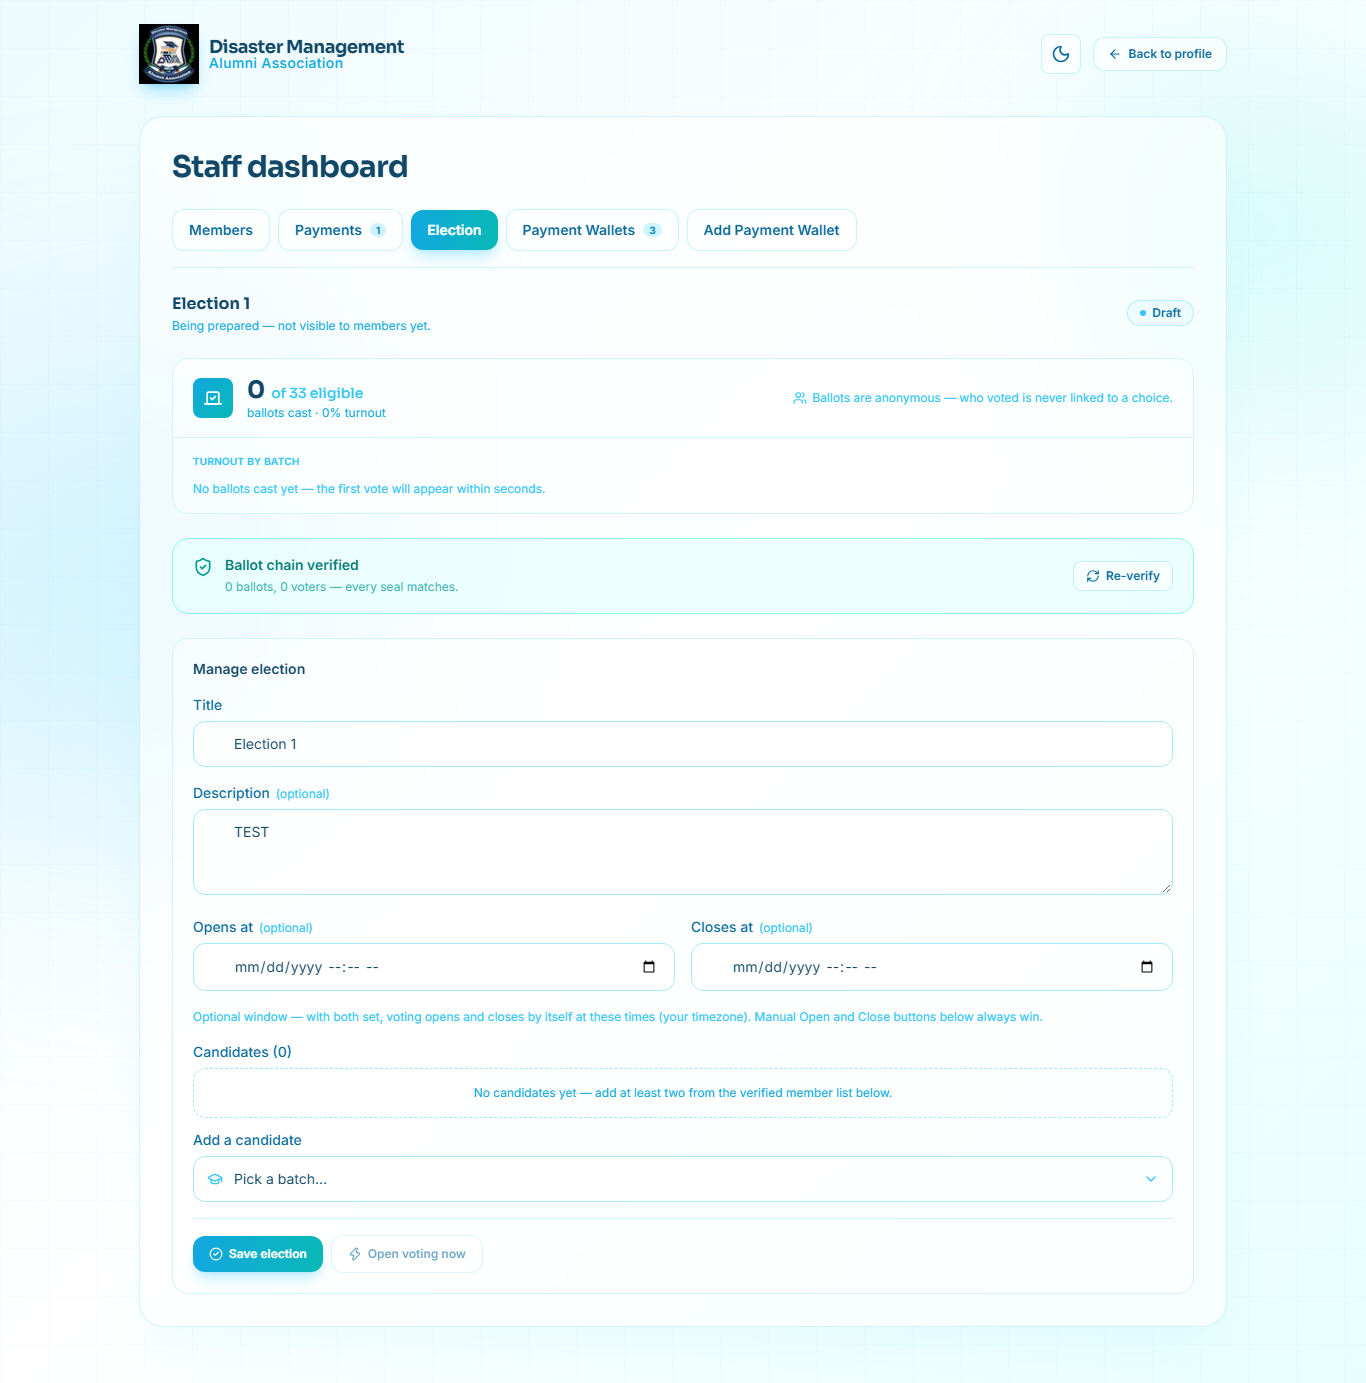 Disaster Management
Alumni Association
Back to profile
Staff dashboard
Members
Payments 1
Election
Payment Wallets 3
Add Payment Wallet
Election 1
Being prepared — not visible to members yet.
Draft
0 of 33 eligible
ballots cast · 0% turnout
Ballots are anonymous — who voted is never linked to a choice.
TURNOUT BY BATCH
No ballots cast yet — the first vote will appear within seconds.
Ballot chain verified
0 ballots, 0 voters — every seal matches.
Re-verify
Manage election
Title
Election 1
Description (optional)
TEST
Opens at (optional)
Closes at (optional)
mm/dd/yyyy --:-- --
mm/dd/yyyy --:-- --
Optional window — with both set, voting opens and closes by itself at these times (your timezone). Manual Open and Close buttons below always win.
Candidates (0)
No candidates yet — add at least two from the verified member list below.
Add a candidate
Pick a batch...
Save election
Open voting now